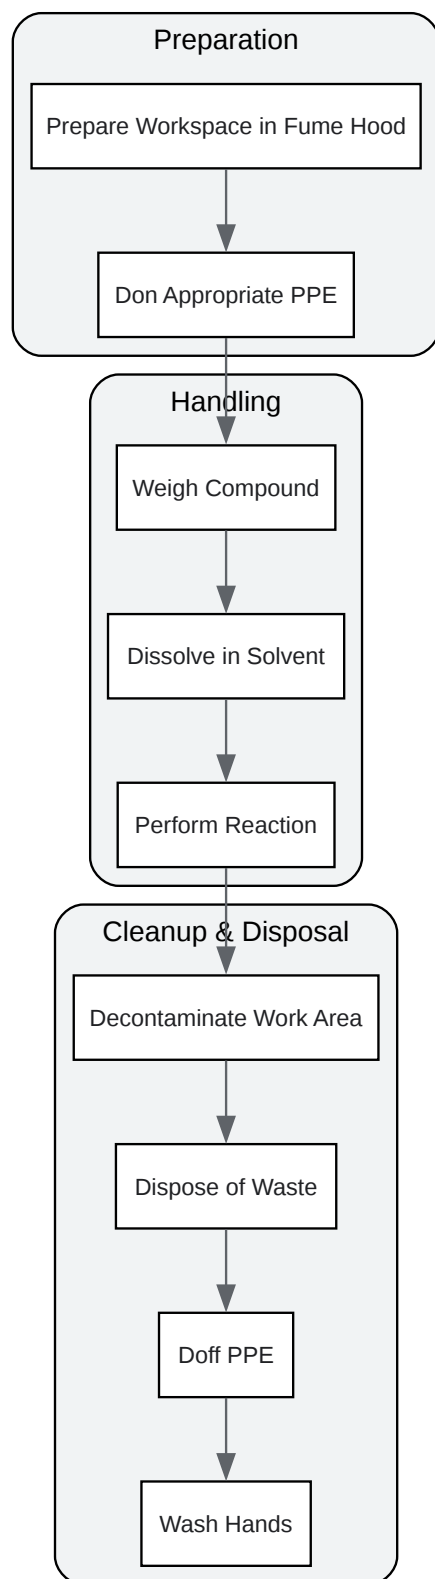 Preparation
Prepare Workspace in Fume Hood
Don Appropriate PPE
Handling
Weigh Compound
Dissolve in Solvent
Perform Reaction
Cleanup & Disposal
Decontaminate Work Area
Dispose of Waste
Doff PPE
Wash Hands